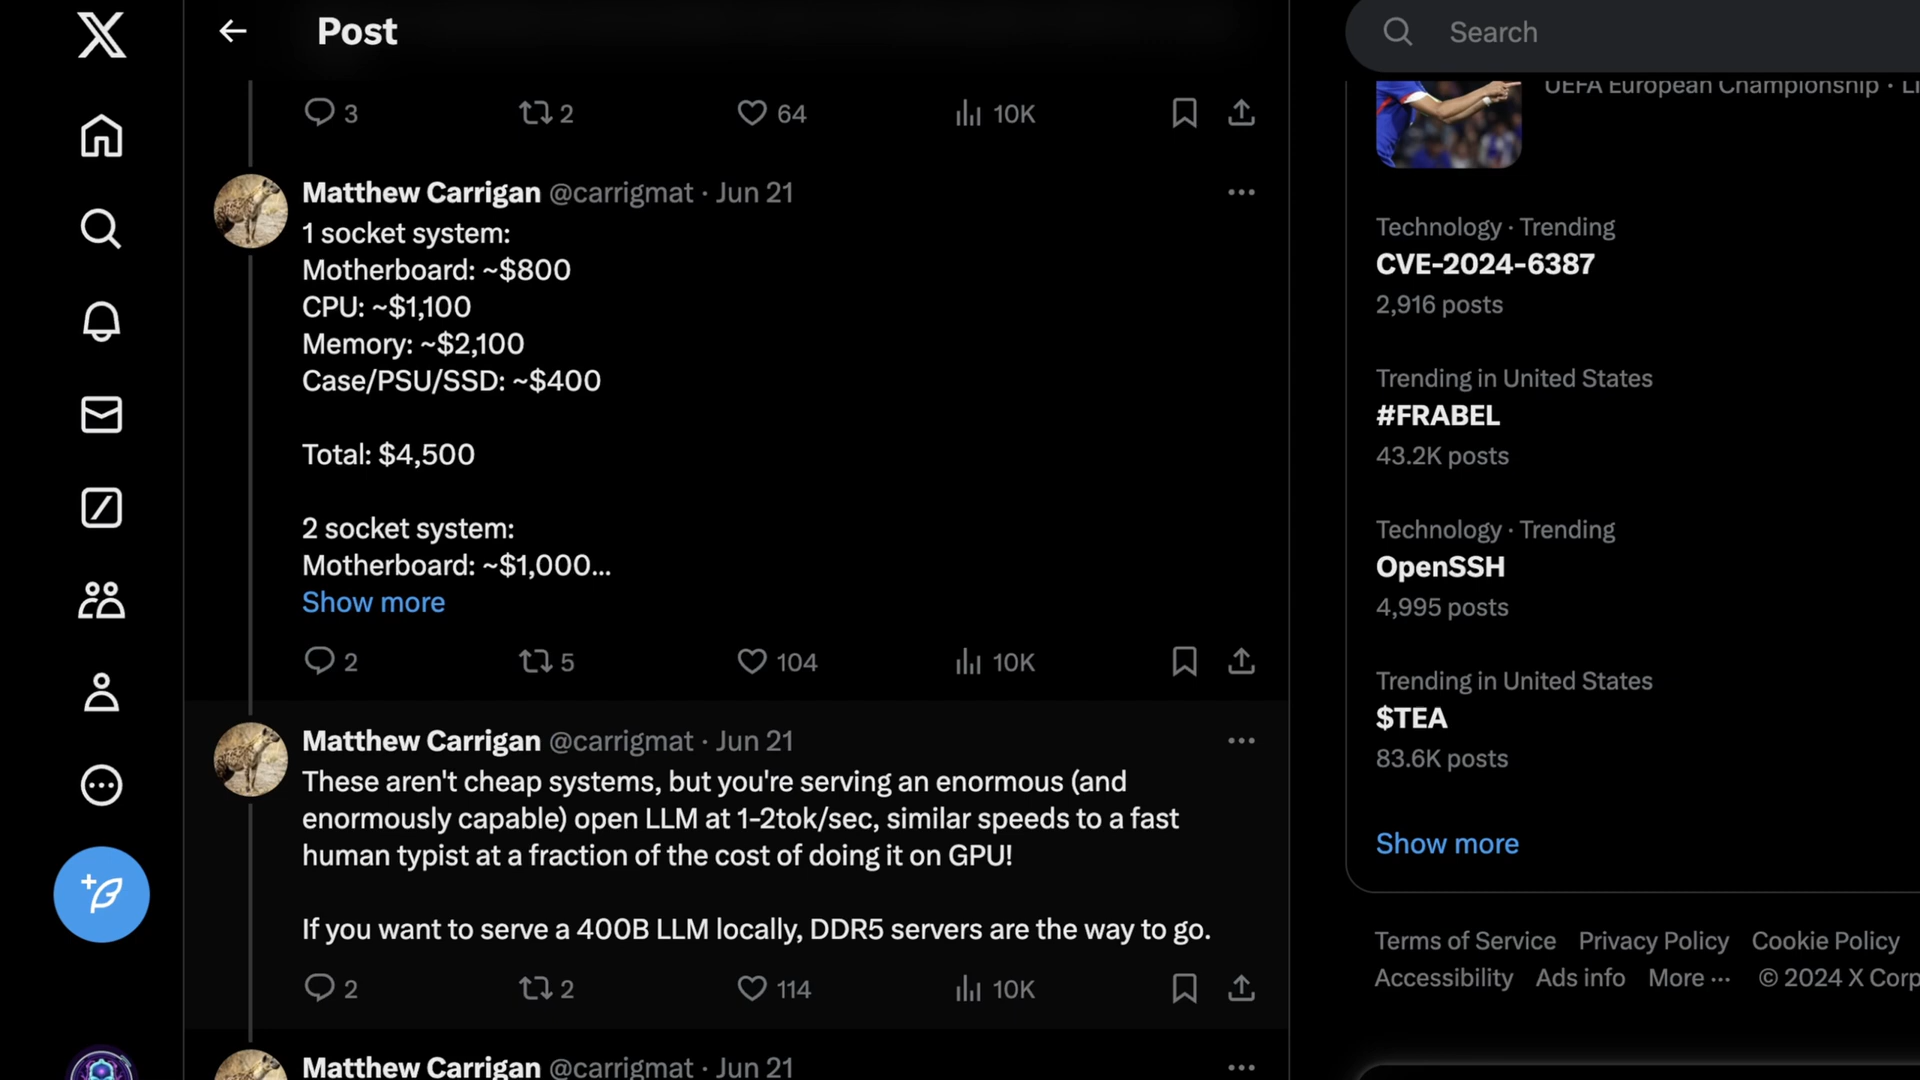 Post
Search
3
2
64
10K
Matthew Carrigan @carrigmat · Jun 21
1 socket system:
Motherboard: ~$800
CPU: ~$1,100
Memory: ~$2,100
Case/PSU/SSD: ~$400
Total: $4,500
2 socket system:
Motherboard: ~$1,000...
Show more
2
5
104
10K
Matthew Carrigan @carrigmat · Jun 21
These aren't cheap systems, but you're serving an enormous (and
enormously capable) open LLM at 1-2tok/sec, similar speeds to a fast
human typist at a fraction of the cost of doing it on GPU!
If you want to serve a 400B LLM locally, DDR5 servers are the way to go.
2
2
114
10K
Matthew Carrigan @carrigmat · Jun 21
UEFA European Championship ·
Technology · Trending
CVE-2024-6387
2,916 posts
Trending in United States
#FRABEL
43.2K posts
Technology · Trending
OpenSSH
4,995 posts
Trending in United States
$TEA
83.6K posts
Show more
Terms of Service Privacy Policy Cookie Policy
Accessibility Ads info More ··· © 2024 X Corp